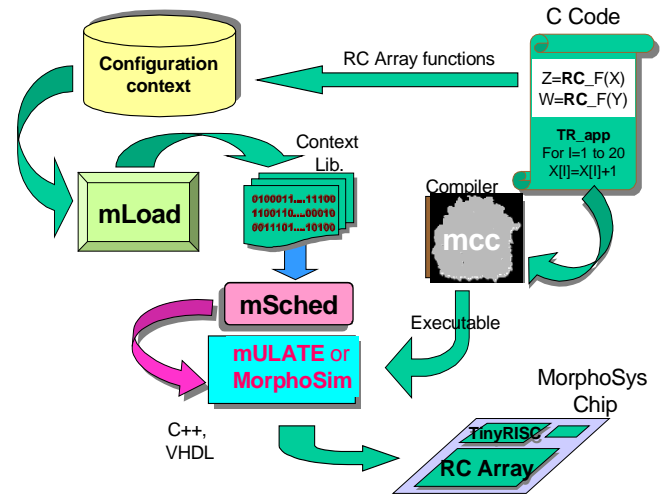 C Code
Configuration
context
RC Array functions
Z=RC_F(X)
W=RC_F(Y)
TR_app
For I=1 to 20
X[I]=X[I]+1
Context
Lib.
mLoad
0100011....11100
1100110....00010
0011101....10100
Compiler
mcc
mSched
Executable
mULATE or
MorphoSim
MorphoSys
Chip
C++,
VHDL
TinyRISC
RC Array